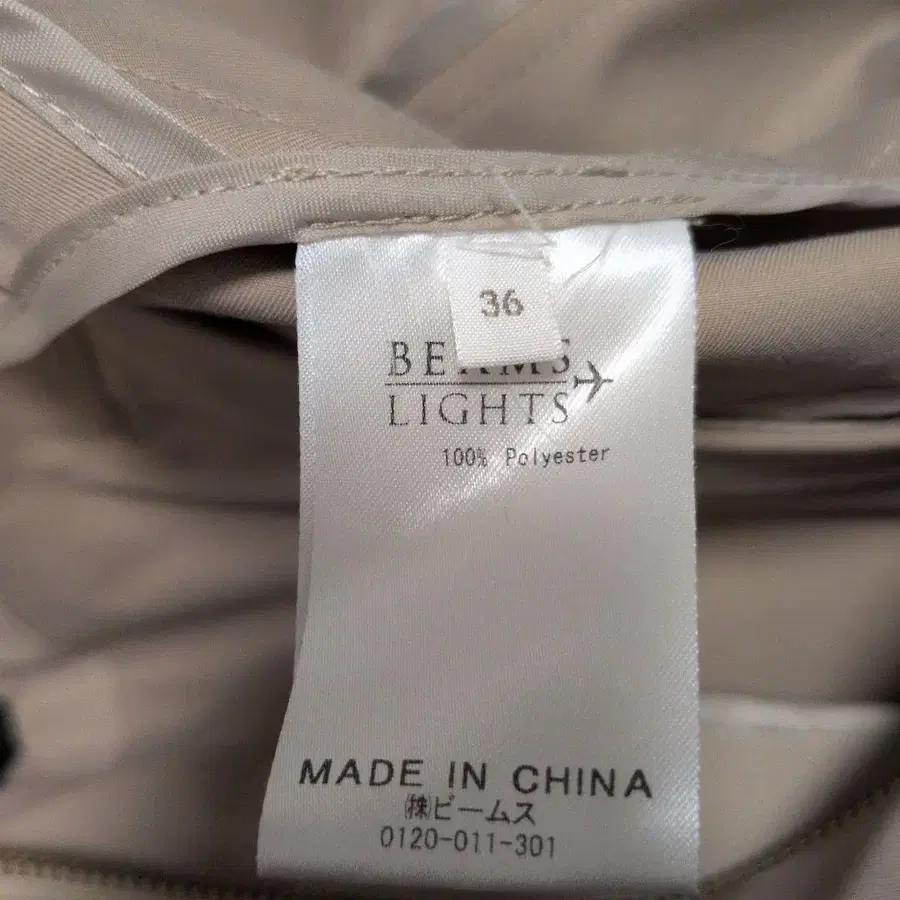 36
BEAMS
LIGHTS
100% Polyester
MADE IN CHINA
㈱ビームス
0120-011-301